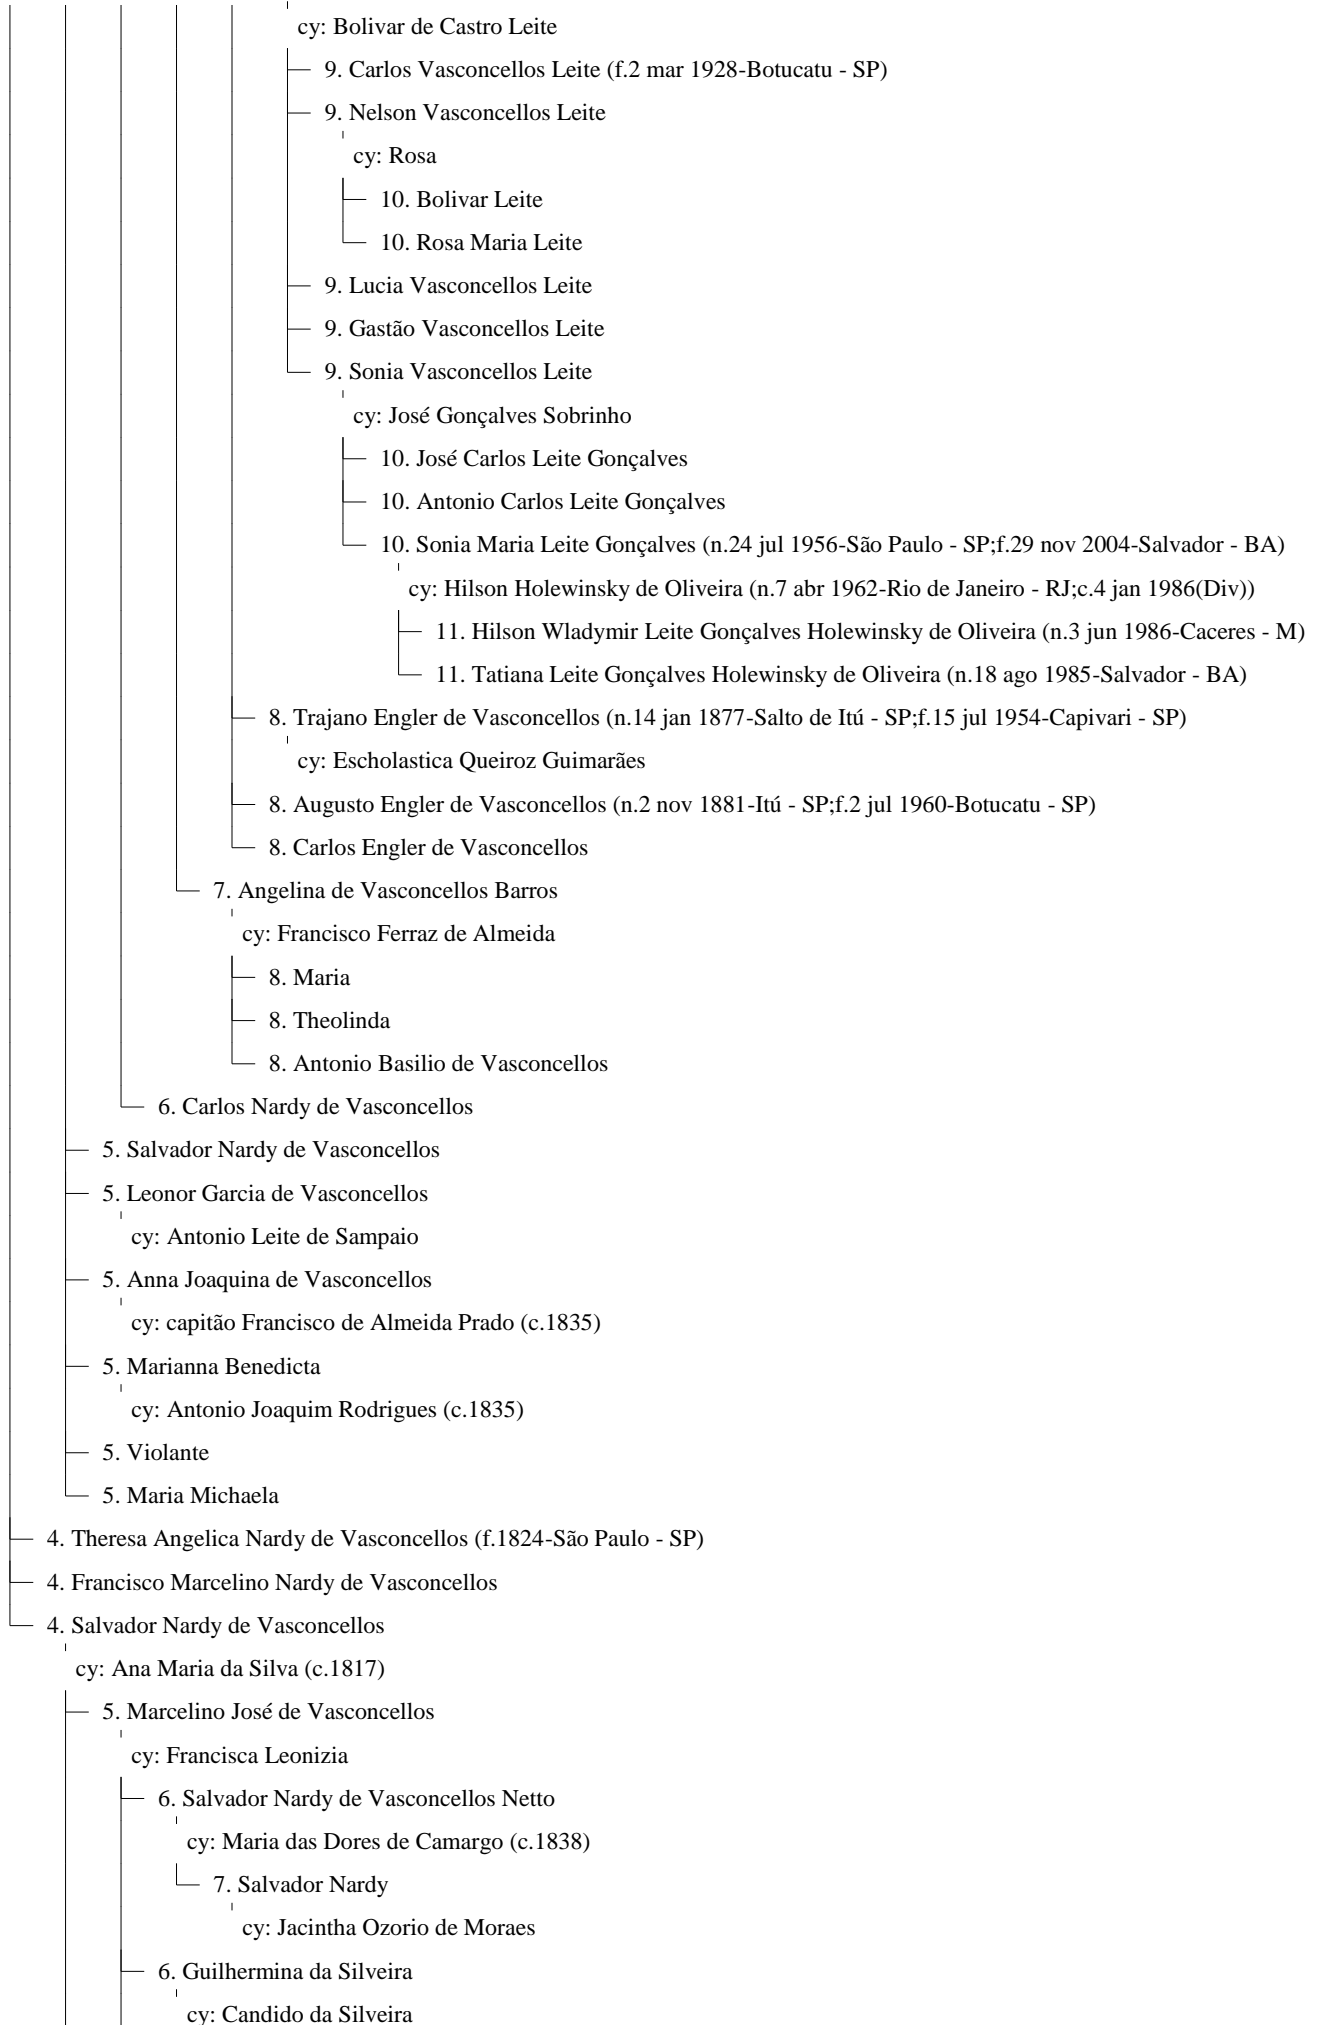 cy: Bolivar de Castro Leite
9. Carlos Vasconcellos Leite (f.2 mar 1928-Botucatu - SP)
9. Nelson Vasconcellos Leite
cy: Rosa
10. Bolivar Leite
10. Rosa Maria Leite
9. Lucia Vasconcellos Leite
9. Gastão Vasconcellos Leite
9. Sonia Vasconcellos Leite
cy: José Gonçalves Sobrinho
10. José Carlos Leite Gonçalves
10. Antonio Carlos Leite Gonçalves
10. Sonia Maria Leite Gonçalves (n.24 jul 1956-São Paulo - SP;f.29 nov 2004-Salvador - BA)
cy: Hilson Holewinsky de Oliveira (n.7 abr 1962-Rio de Janeiro - RJ;c.4 jan 1986(Div))
11. Hilson Wladymir Leite Gonçalves Holewinsky de Oliveira (n.3 jun 1986-Caceres - M)
11. Tatiana Leite Gonçalves Holewinsky de Oliveira (n.18 ago 1985-Salvador - BA)
8. Trajano Engler de Vasconcellos (n.14 jan 1877-Salto de Itú - SP;f.15 jul 1954-Capivari - SP)
cy: Escholastica Queiroz Guimarães
8. Augusto Engler de Vasconcellos (n.2 nov 1881-Itú - SP;f.2 jul 1960-Botucatu - SP)
8. Carlos Engler de Vasconcellos
7. Angelina de Vasconcellos Barros
cy: Francisco Ferraz de Almeida
8. Maria
8. Theolinda
8. Antonio Basilio de Vasconcellos
6. Carlos Nardy de Vasconcellos
5. Salvador Nardy de Vasconcellos
5. Leonor Garcia de Vasconcellos
cy: Antonio Leite de Sampaio
5. Anna Joaquina de Vasconcellos
cy: capitão Francisco de Almeida Prado (c.1835)
5. Marianna Benedicta
cy: Antonio Joaquim Rodrigues (c.1835)
5. Violante
5. Maria Michaela
4. Theresa Angelica Nardy de Vasconcellos (f.1824-São Paulo - SP)
4. Francisco Marcelino Nardy de Vasconcellos
4. Salvador Nardy de Vasconcellos
cy: Ana Maria da Silva (c.1817)
5. Marcelino José de Vasconcellos
cy: Francisca Leonizia
6. Salvador Nardy de Vasconcellos Netto
cy: Maria das Dores de Camargo (c.1838)
7. Salvador Nardy
cy: Jacintha Ozorio de Moraes
6. Guilhermina da Silveira
cy: Candido da Silveira